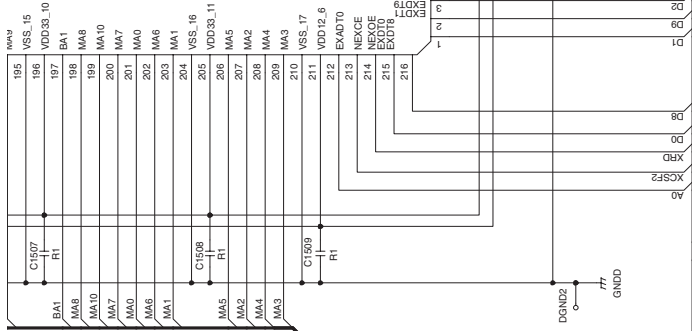 MA9
VSS_15
VDD33_10
BA1
MA8
MA10
MA7
MA0
MA6
MA1
VSS_16
VDD33_11
MA5
MA2
MA4
MA3
VSS_17
VDD12_6
EXADT0
NEXCE
NEXOE
EXDT0
EXDT8
EXDT1
EXDT9
195
196
197
198
199
200
201
202
203
204
205
206
207
208
209
210
211
212
213
214
215
216
1
2
3
D2
D9
D1
D8
D0
XRD
XCSF2
A0
C1507
R1
C1508
R1
C1509
R1
BA1
MA8
MA10
MA7
MA0
MA6
MA1
MA5
MA2
MA4
MA3
DGND2
GNDD